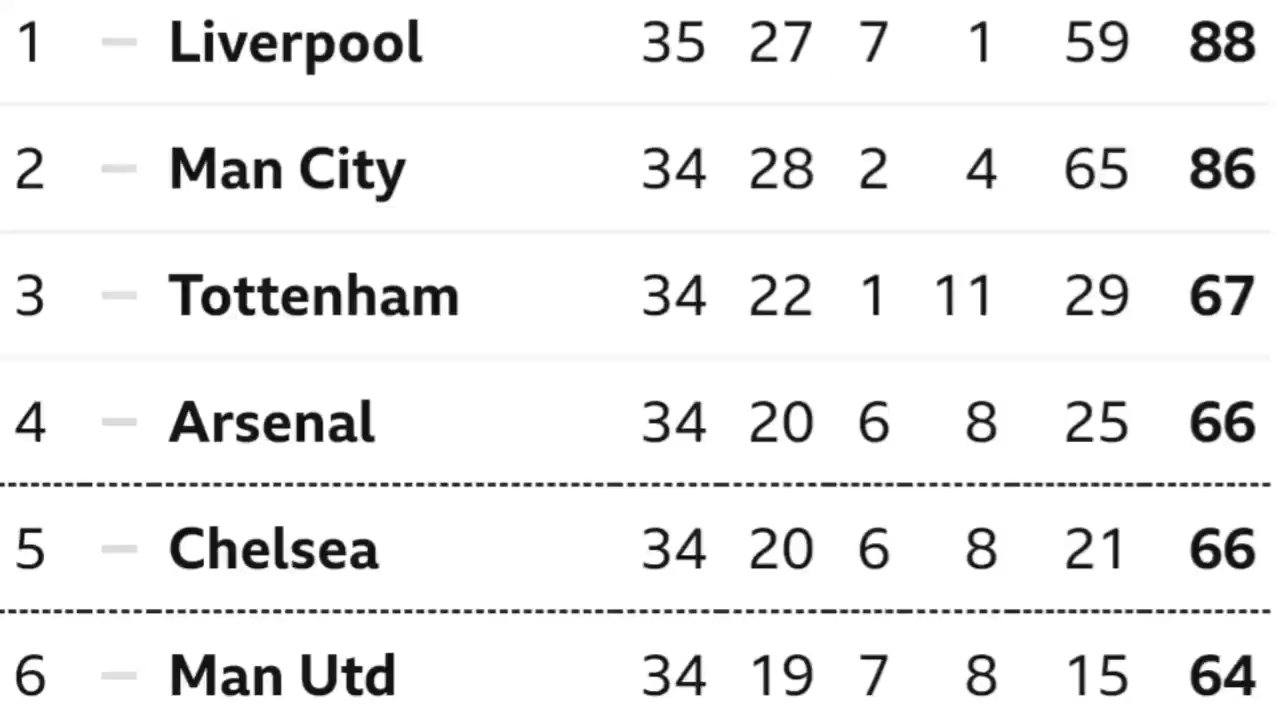 1 – Liverpool 35 27 7 1 59 88
2 – Man City 34 28 2 4 65 86
3 – Tottenham 34 22 1 11 29 67
4 – Arsenal 34 20 6 8 25 66
5 – Chelsea 34 20 6 8 21 66
6 – Man Utd 34 19 7 8 15 64